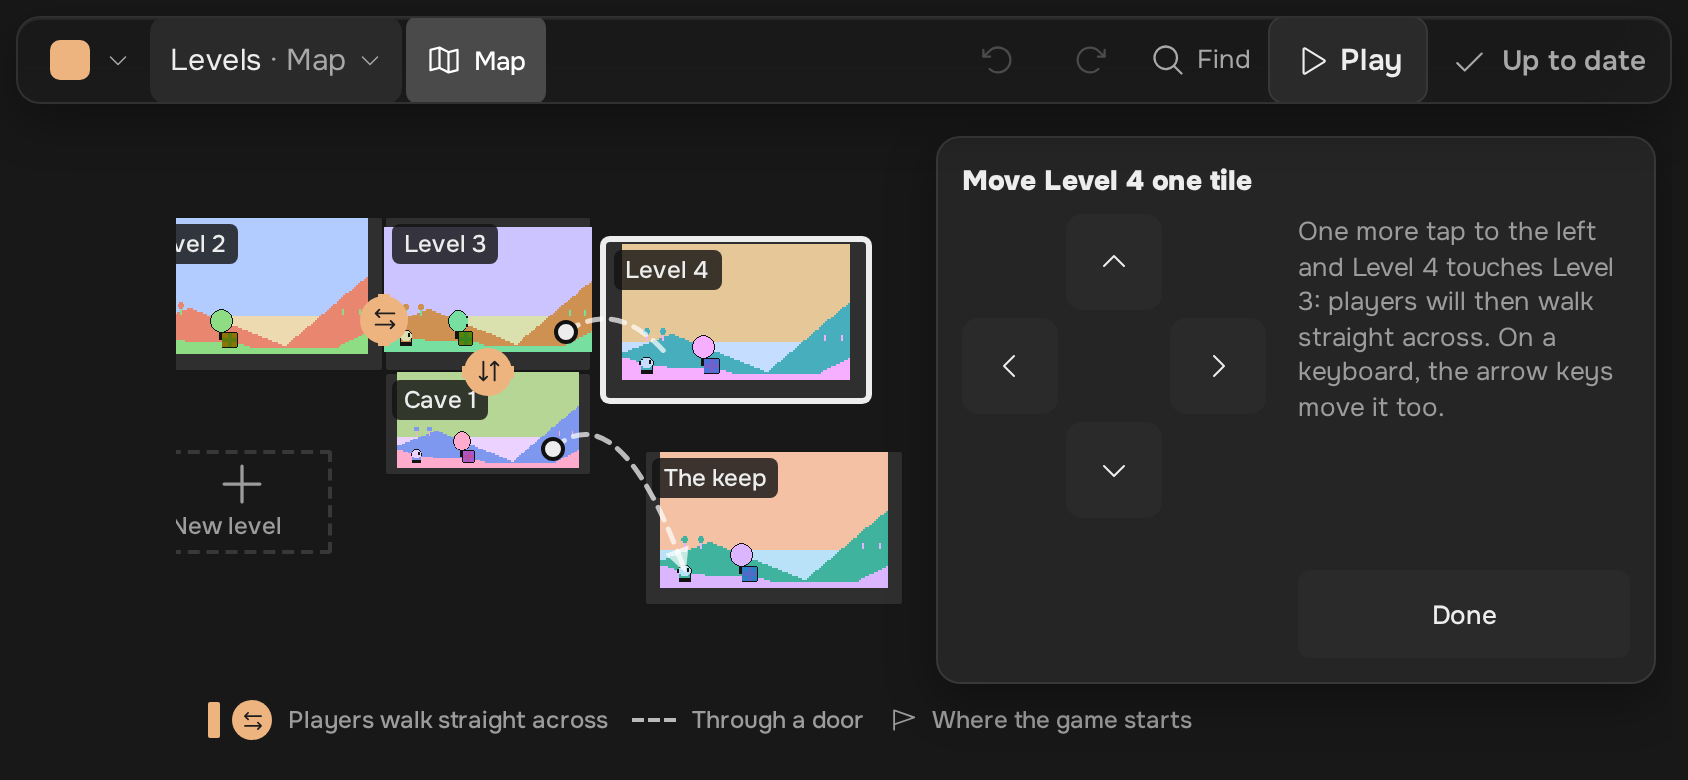 Levels · Map
Map
Find
Play
Up to date
vel 2
Level 3
Level 4
Cave 1
New level
The keep
Move Level 4 one tile
One more tap to the left
and Level 4 touches Level
3: players will then walk
straight across. On a
keyboard, the arrow keys
move it too.
Done
Players walk straight across
Through a door
Where the game starts